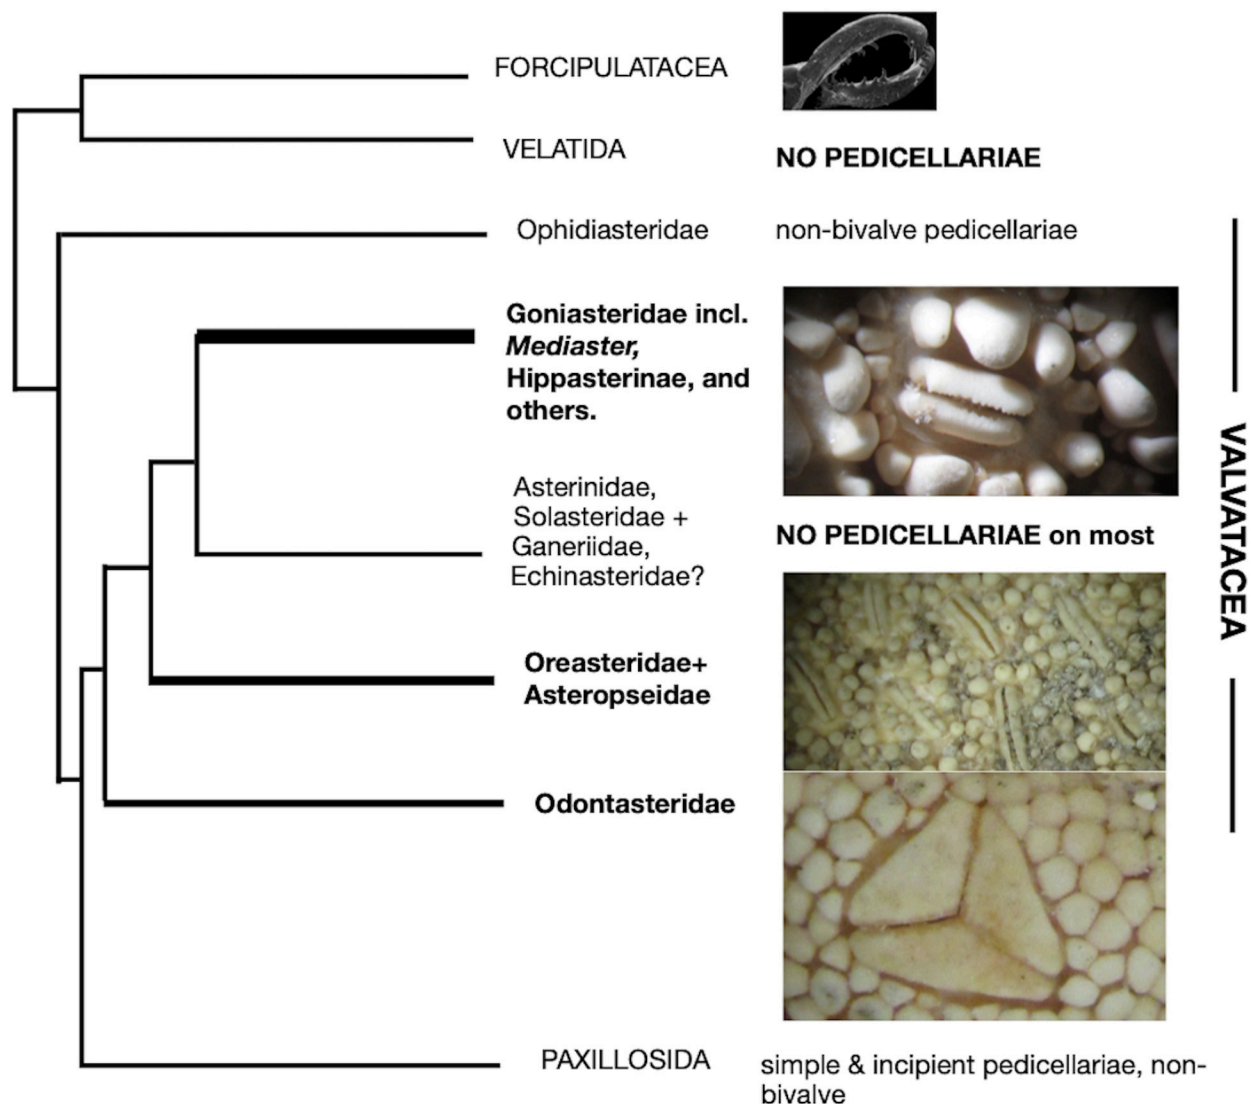 FORCIPULATACEA
VELATIDA
NO PEDICELLARIAE
Ophidiasteridae
non-bivalve pedicellariae
Goniasteridae incl.
Mediaster,
Hippasterinae, and
others.
Asterinidae,
Solasteridae +
Ganeriidae,
Echinasteridae?
NO PEDICELLARIAE on most
Oreasteridae+
Asteropseidae
Odontasteridae
VALVATACEA
PAXILLOSIDA
simple & incipient pedicellariae, non-
bivalve